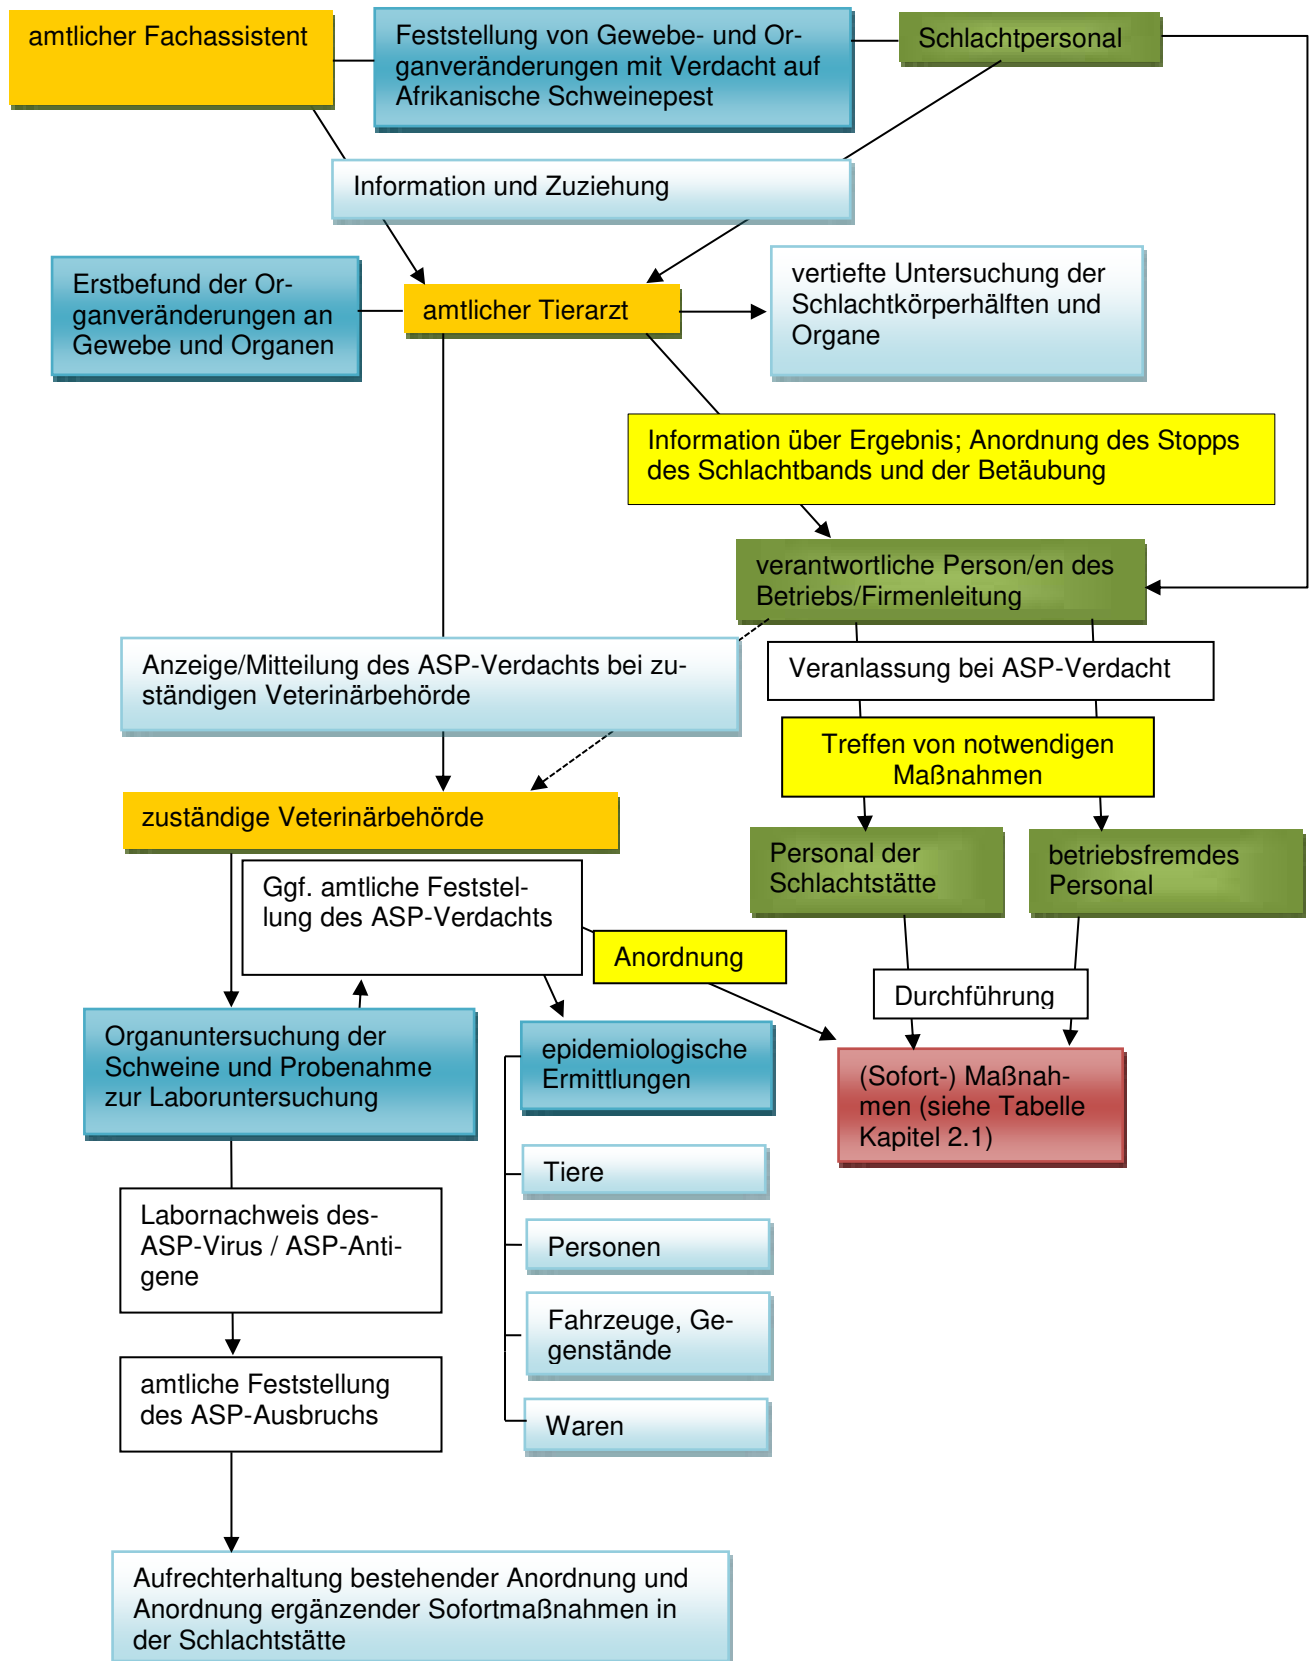 amtlicher Fachassistent
Feststellung von Gewebe- und Or-
ganveränderungen mit Verdacht auf
Afrikanische Schweinepest
Schlachtpersonal
Information und Zuziehung
Erstbefund der Or-
ganveränderungen an
Gewebe und Organen
amtlicher Tierarzt
vertiefte Untersuchung der
Schlachtkörperhälften und
Organe
Information über Ergebnis; Anordnung des Stopps
des Schlachtbands und der Betäubung
verantwortliche Person/en des
Betriebs/Firmenleitung
Anzeige/Mitteilung des ASP-Verdachts bei zu-
ständigen Veterinärbehörde
Veranlassung bei ASP-Verdacht
Treffen von notwendigen
Maßnahmen
zuständige Veterinärbehörde
Personal der
Schlachtstätte
betriebsfremdes
Personal
Ggf. amtliche Feststel-
lung des ASP-Verdachts
Anordnung
Durchführung
Organuntersuchung der
Schweine und Probenahme
zur Laboruntersuchung
epidemiologische
Ermittlungen
(Sofort-) Maßnah-
men (siehe Tabelle
Kapitel 2.1)
Tiere
Labornachweis des-
ASP-Virus / ASP-Anti-
gene
Personen
Fahrzeuge, Ge-
genstände
amtliche Feststellung
des ASP-Ausbruchs
Waren
Aufrechterhaltung bestehender Anordnung und
Anordnung ergänzender Sofortmaßnahmen in
der Schlachtstätte